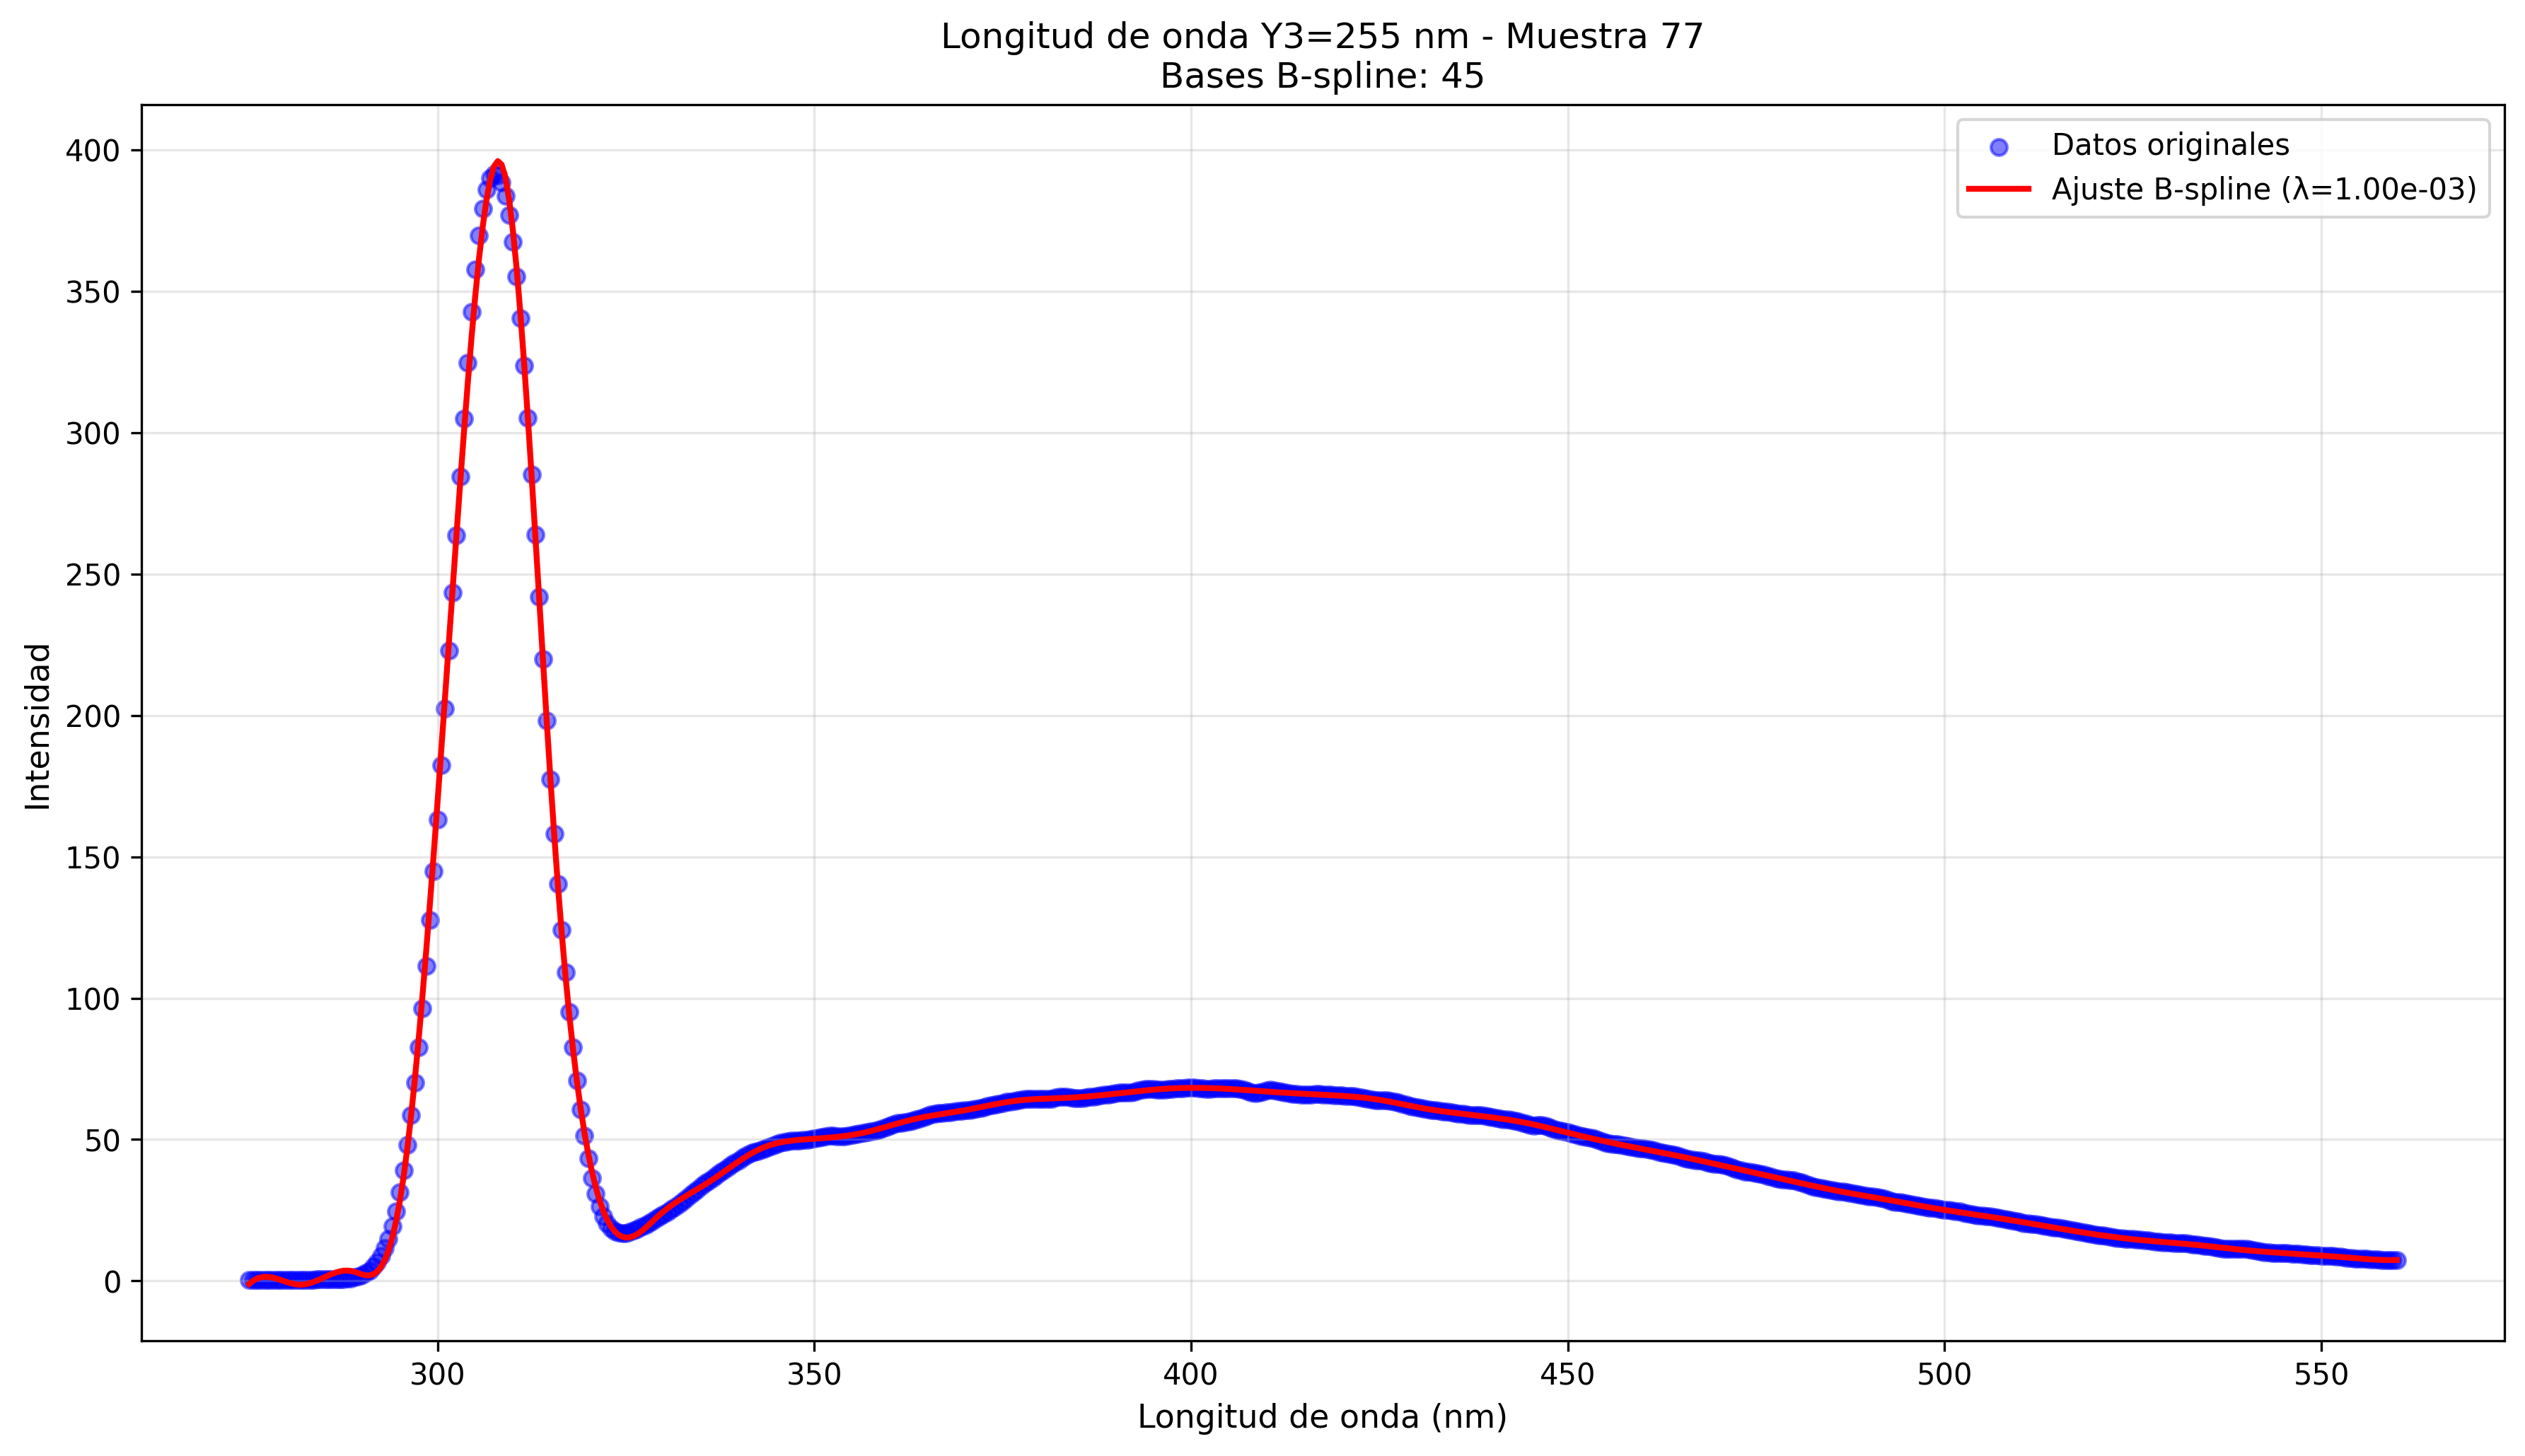 Longitud de onda Y3=255 nm - Muestra 77
Bases B-spline: 45
Datos originales
Ajuste B-spline (λ=1.00e-03)
Intensidad
400
350
300
250
200
150
100
50
0
300 350 400 450 500 550
Longitud de onda (nm)